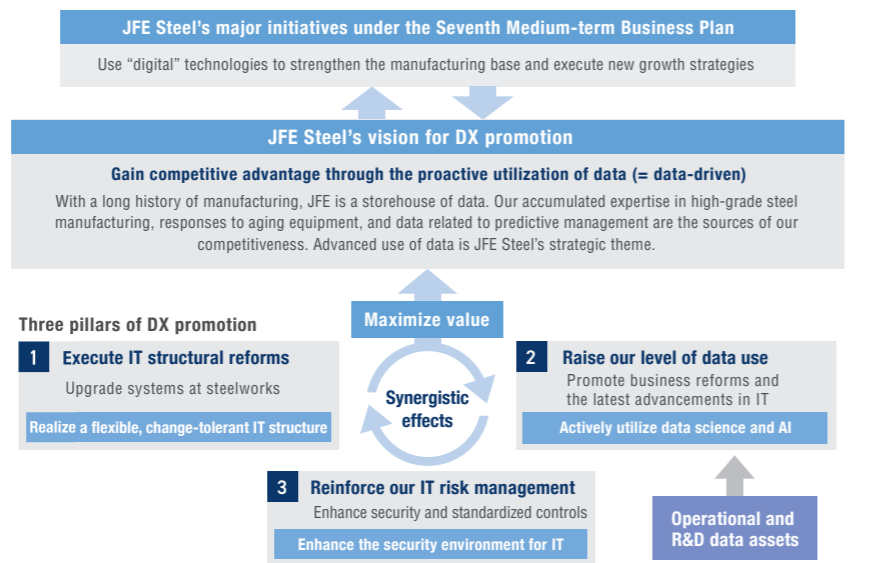 JFE Steel's major initiatives under the Seventh Medium-term Business Plan
Use “digital” technologies to strengthen the manufacturing base and execute new growth strategies
JFE Steel's vision for DX promotion
Gain competitive advantage through the proactive utilization of data (= data-driven)
With a long history of manufacturing, JFE is a storehouse of data. Our accumulated expertise in high-grade steel
manufacturing, responses to aging equipment, and data related to predictive management are the sources of our
competitiveness. Advanced use of data is JFE Steel's strategic theme.
Maximize value
Three pillars of DX promotion
1 Execute IT structural reforms
Upgrade systems at steelworks
Realize a flexible, change-tolerant IT structure
Synergistic
effects
2 Raise our level of data use
Promote business reforms and
the latest advancements in IT
Actively utilize data science and AI
3 Reinforce our IT risk management
Enhance security and standardized controls
Enhance the security environment for IT
Operational and
R&D data assets